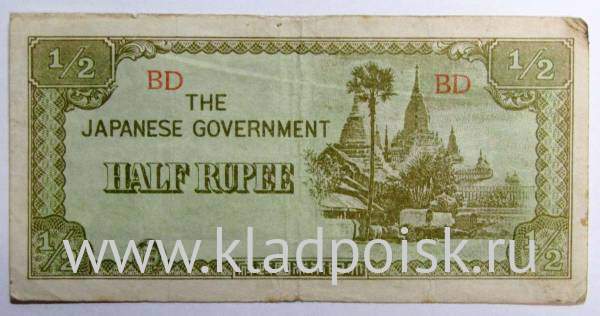 1/2 1/2
BD BD
THE
JAPANESE GOVERNMENT
HALF RUPEE
www.kladpoisk.ru
1/2 1/2